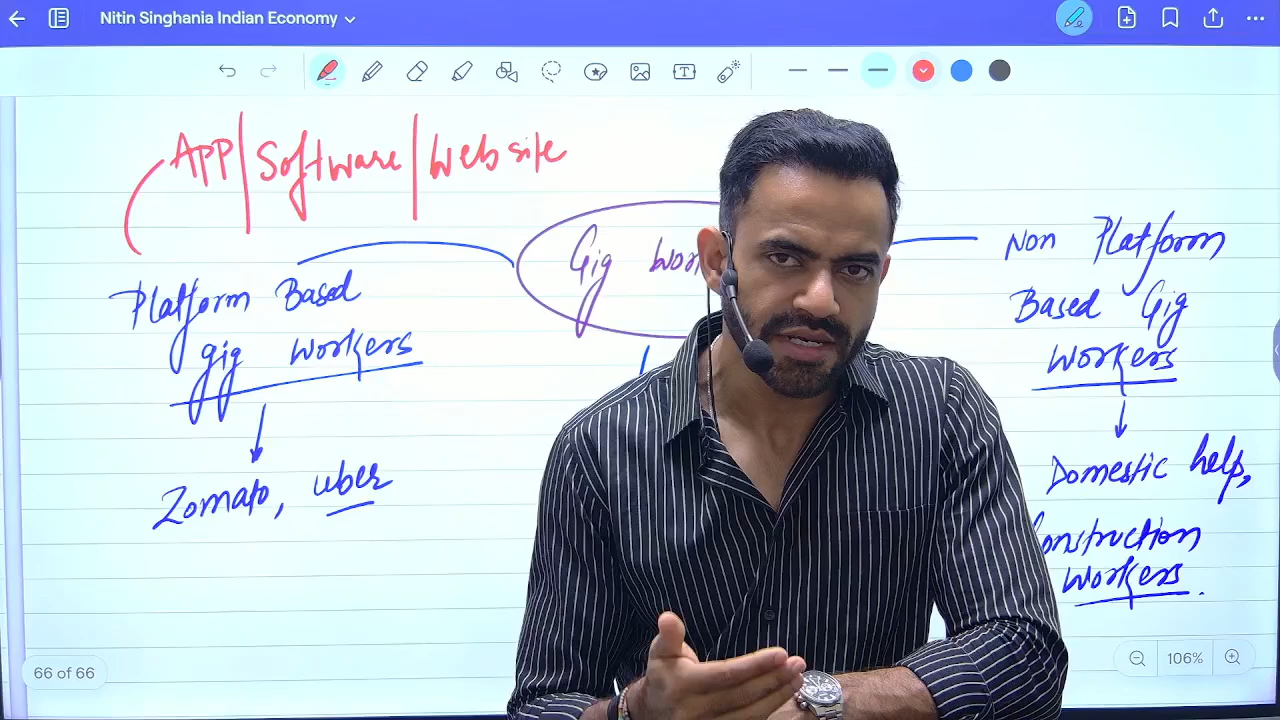 Nitin Singhania Indian Economy
APP/Software/Website
Gig
Platform Based
gig workers
Zomato, uber
Non Platform
Based Gig
Workers
Domestic help,
onstruction
Workers.
66 of 66
106%